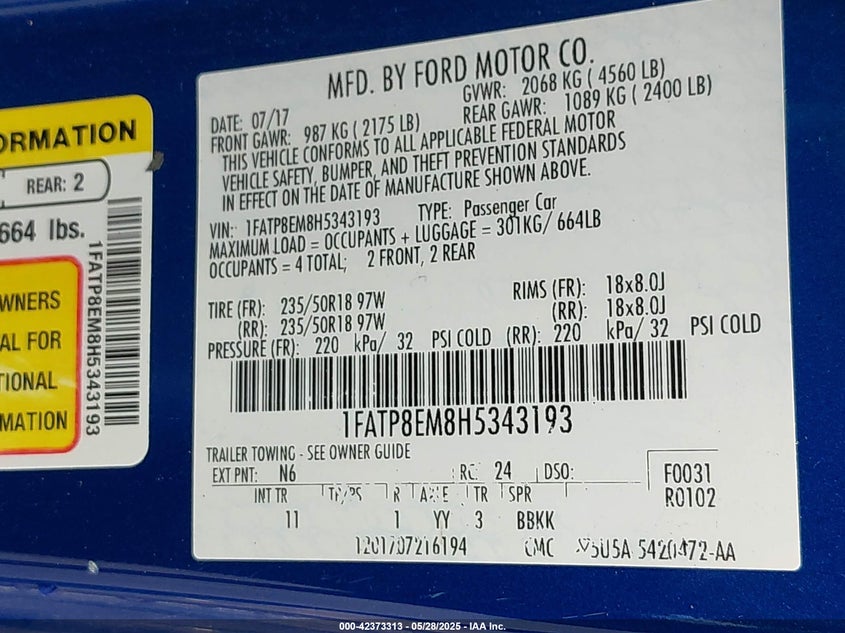 ORMATION
REAR: 2
664 lbs.
1FATP8EM8H5343193
WNERS
AL FOR
TIONAL
MATION
MFD. BY FORD MOTOR CO.
DATE: 07/17 GVWR: 2068 KG ( 4560 LB)
FRONT GAWR: 987 KG ( 2175 LB) REAR GAWR: 1089 KG ( 2400 LB)
THIS VEHICLE CONFORMS TO ALL APPLICABLE FEDERAL MOTOR
VEHICLE SAFETY, BUMPER, AND THEFT PREVENTION STANDARDS
IN EFFECT ON THE DATE OF MANUFACTURE SHOWN ABOVE.
VIN: 1FATP8EM8H5343193 TYPE: Passenger Car
MAXIMUM LOAD = OCCUPANTS + LUGGAGE = 301KG/ 664LB
OCCUPANTS = 4 TOTAL; 2 FRONT, 2 REAR
TIRE (FR): 235/50R18 97W RIMS (FR): 18x8.0J
(RR): 235/50R18 97W (RR): 18x8.0J
PRESSURE (FR): 220 kPa/ 32 PSI COLD (RR): 220 kPa/ 32 PSI COLD
1FATP8EM8H5343193
TRAILER TOWING - SEE OWNER GUIDE
EXT PNT: N6 RC: 24 DSO: F0031
R0102
INT TR TP/PS R AXLE TR SPR
11 1 YY 3 BBKK
1201707216194 CMC 5U5A 5420472-AA
000-42373313 - 05/28/2025 - IAA Inc.